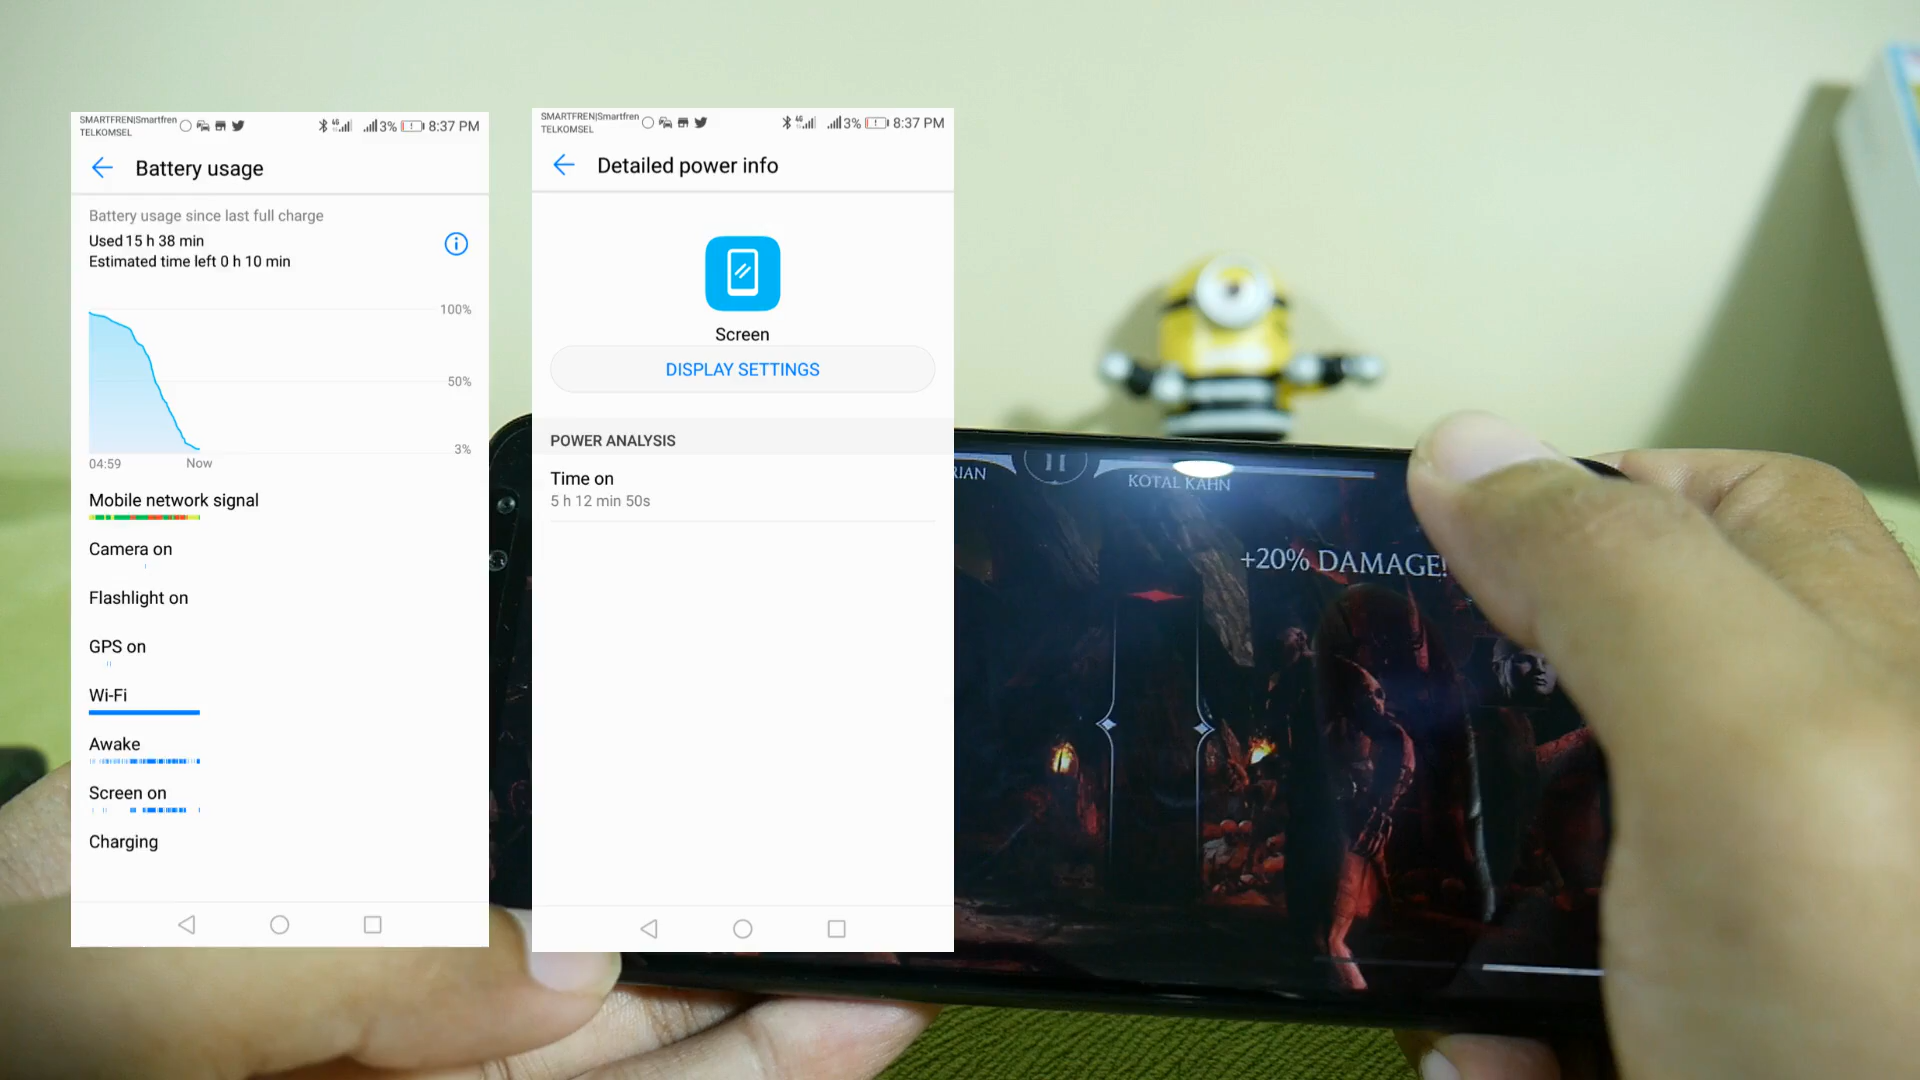 SMARTFREN|Smartfren
TELKOMSEL
4G
3%
8:37 PM
Battery usage
Battery usage since last full charge
Used 15 h 38 min
Estimated time left 0 h 10 min
100%
50%
3%
04:59
Now
Mobile network signal
Camera on
Flashlight on
GPS on
Wi-Fi
Awake
Screen on
Charging
SMARTFREN|Smartfren
TELKOMSEL
4G
3%
8:37 PM
Detailed power info
Screen
DISPLAY SETTINGS
POWER ANALYSIS
Time on
5 h 12 min 50s
RIAN
KOTAL KAHN
+20% DAMAGE!